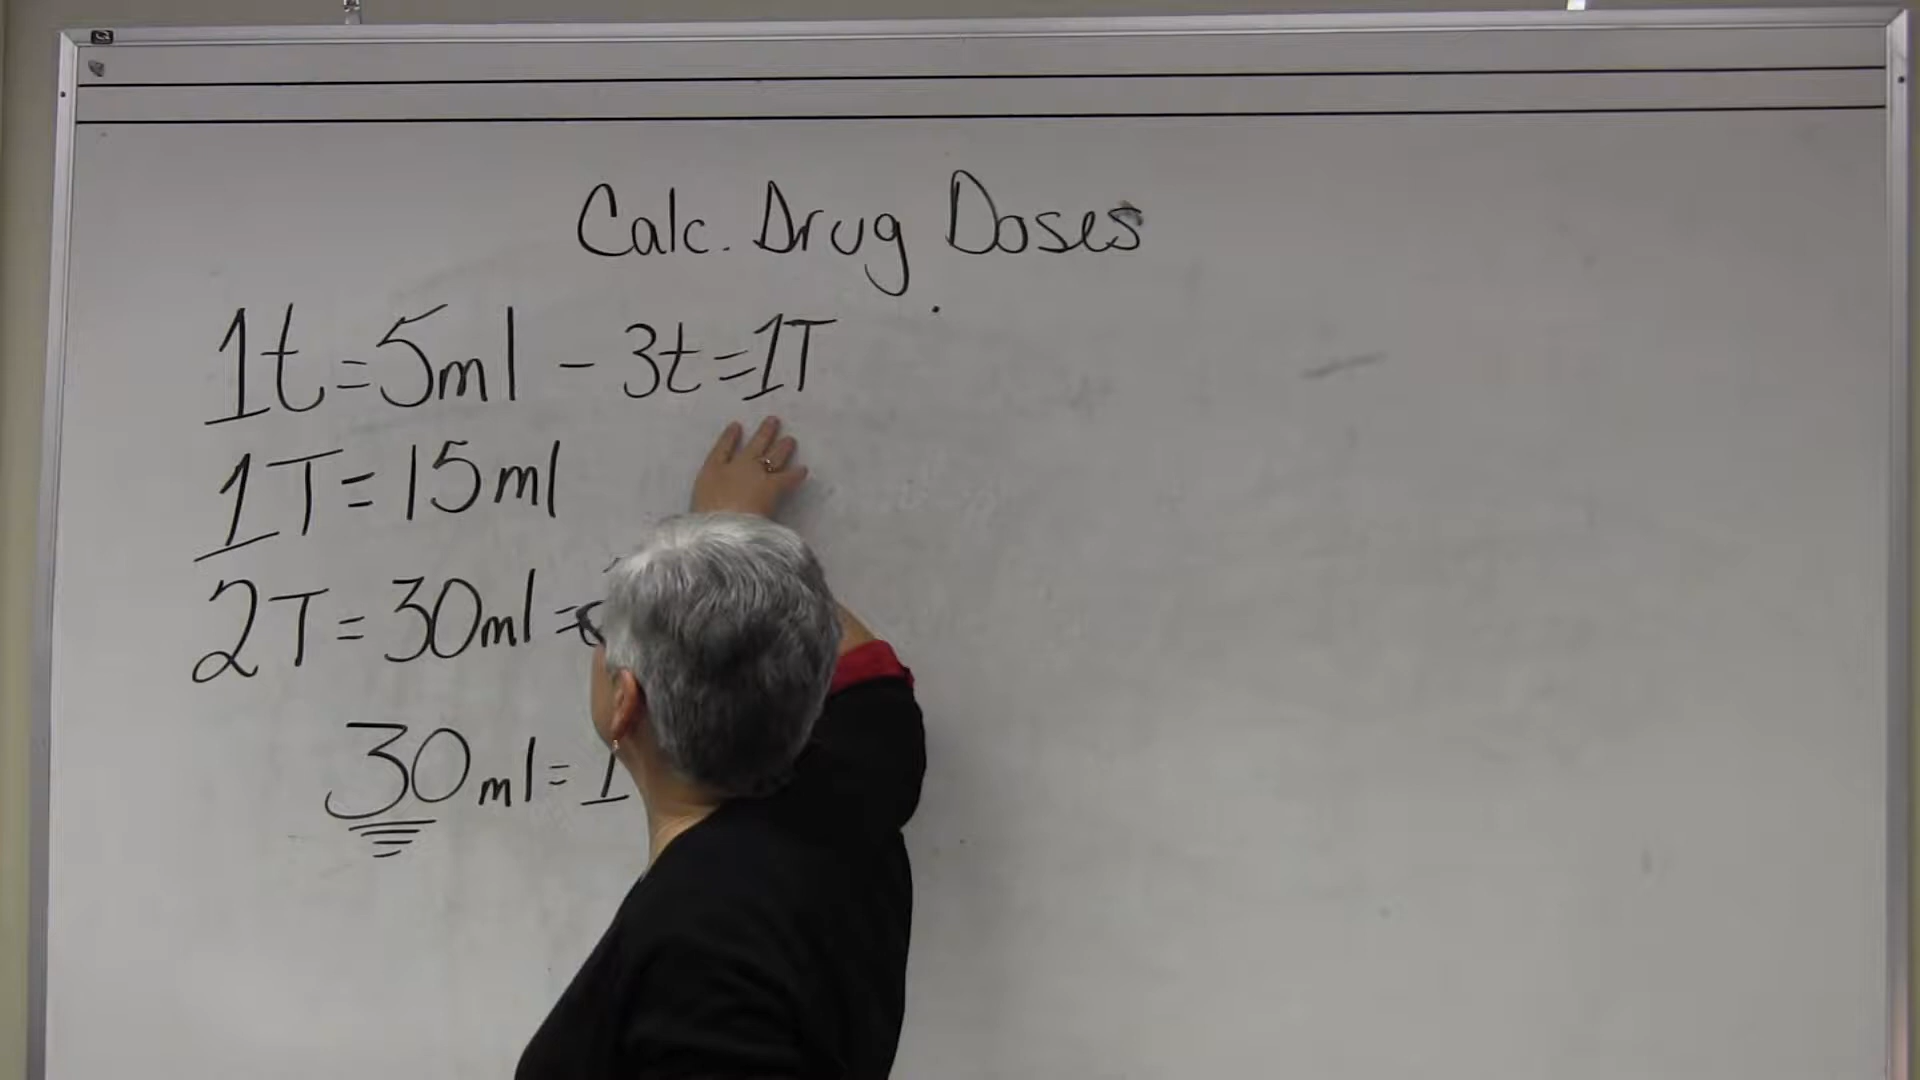 Calc. Drug Doses
1t=5ml - 3t=1T
1T=15ml
2T=30ml=
30ml=1